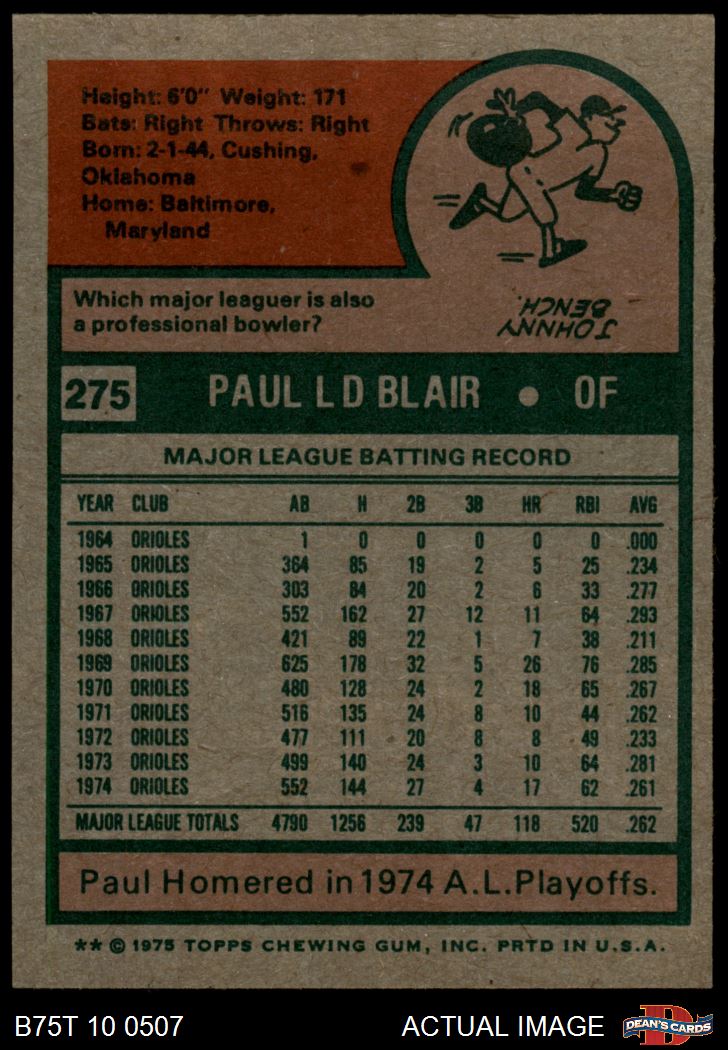 Height: 6'0" Weight: 171
Bats: Right Throws: Right
Born: 2-1-44, Cushing,
Oklahoma
Home: Baltimore,
Maryland
Which major leaguer is also
a professional bowler?
JOHNNY
BENCH.
275 PAUL L D BLAIR • OF
MAJOR LEAGUE BATTING RECORD
YEAR CLUB AB H 2B 3B HR RBI AVG
1964 ORIOLES 1 0 0 0 0 0 .000
1965 ORIOLES 364 85 19 2 5 25 .234
1966 ORIOLES 303 84 20 2 6 33 .277
1967 ORIOLES 552 162 27 12 11 64 .293
1968 ORIOLES 421 89 22 1 7 38 .211
1969 ORIOLES 625 178 32 5 26 76 .285
1970 ORIOLES 480 128 24 2 18 65 .267
1971 ORIOLES 516 135 24 8 10 44 .262
1972 ORIOLES 477 111 20 8 8 49 .233
1973 ORIOLES 499 140 24 3 10 64 .281
1974 ORIOLES 552 144 27 4 17 62 .261
MAJOR LEAGUE TOTALS 4790 1256 239 47 118 520 .262
Paul Homered in 1974 A.L. Playoffs.
** © 1975 TOPPS CHEWING GUM, INC. PRTD IN U.S.A.
B75T 10 0507 ACTUAL IMAGE
D
DEAN'S CARDS